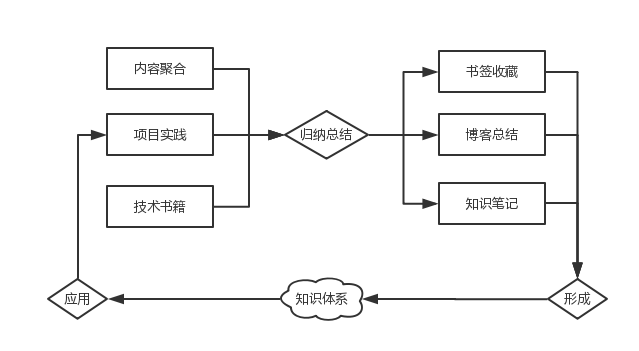 内容聚合
书签收藏
项目实践
归纳总结
博客总结
技术书籍
知识笔记
应用
知识体系
形成